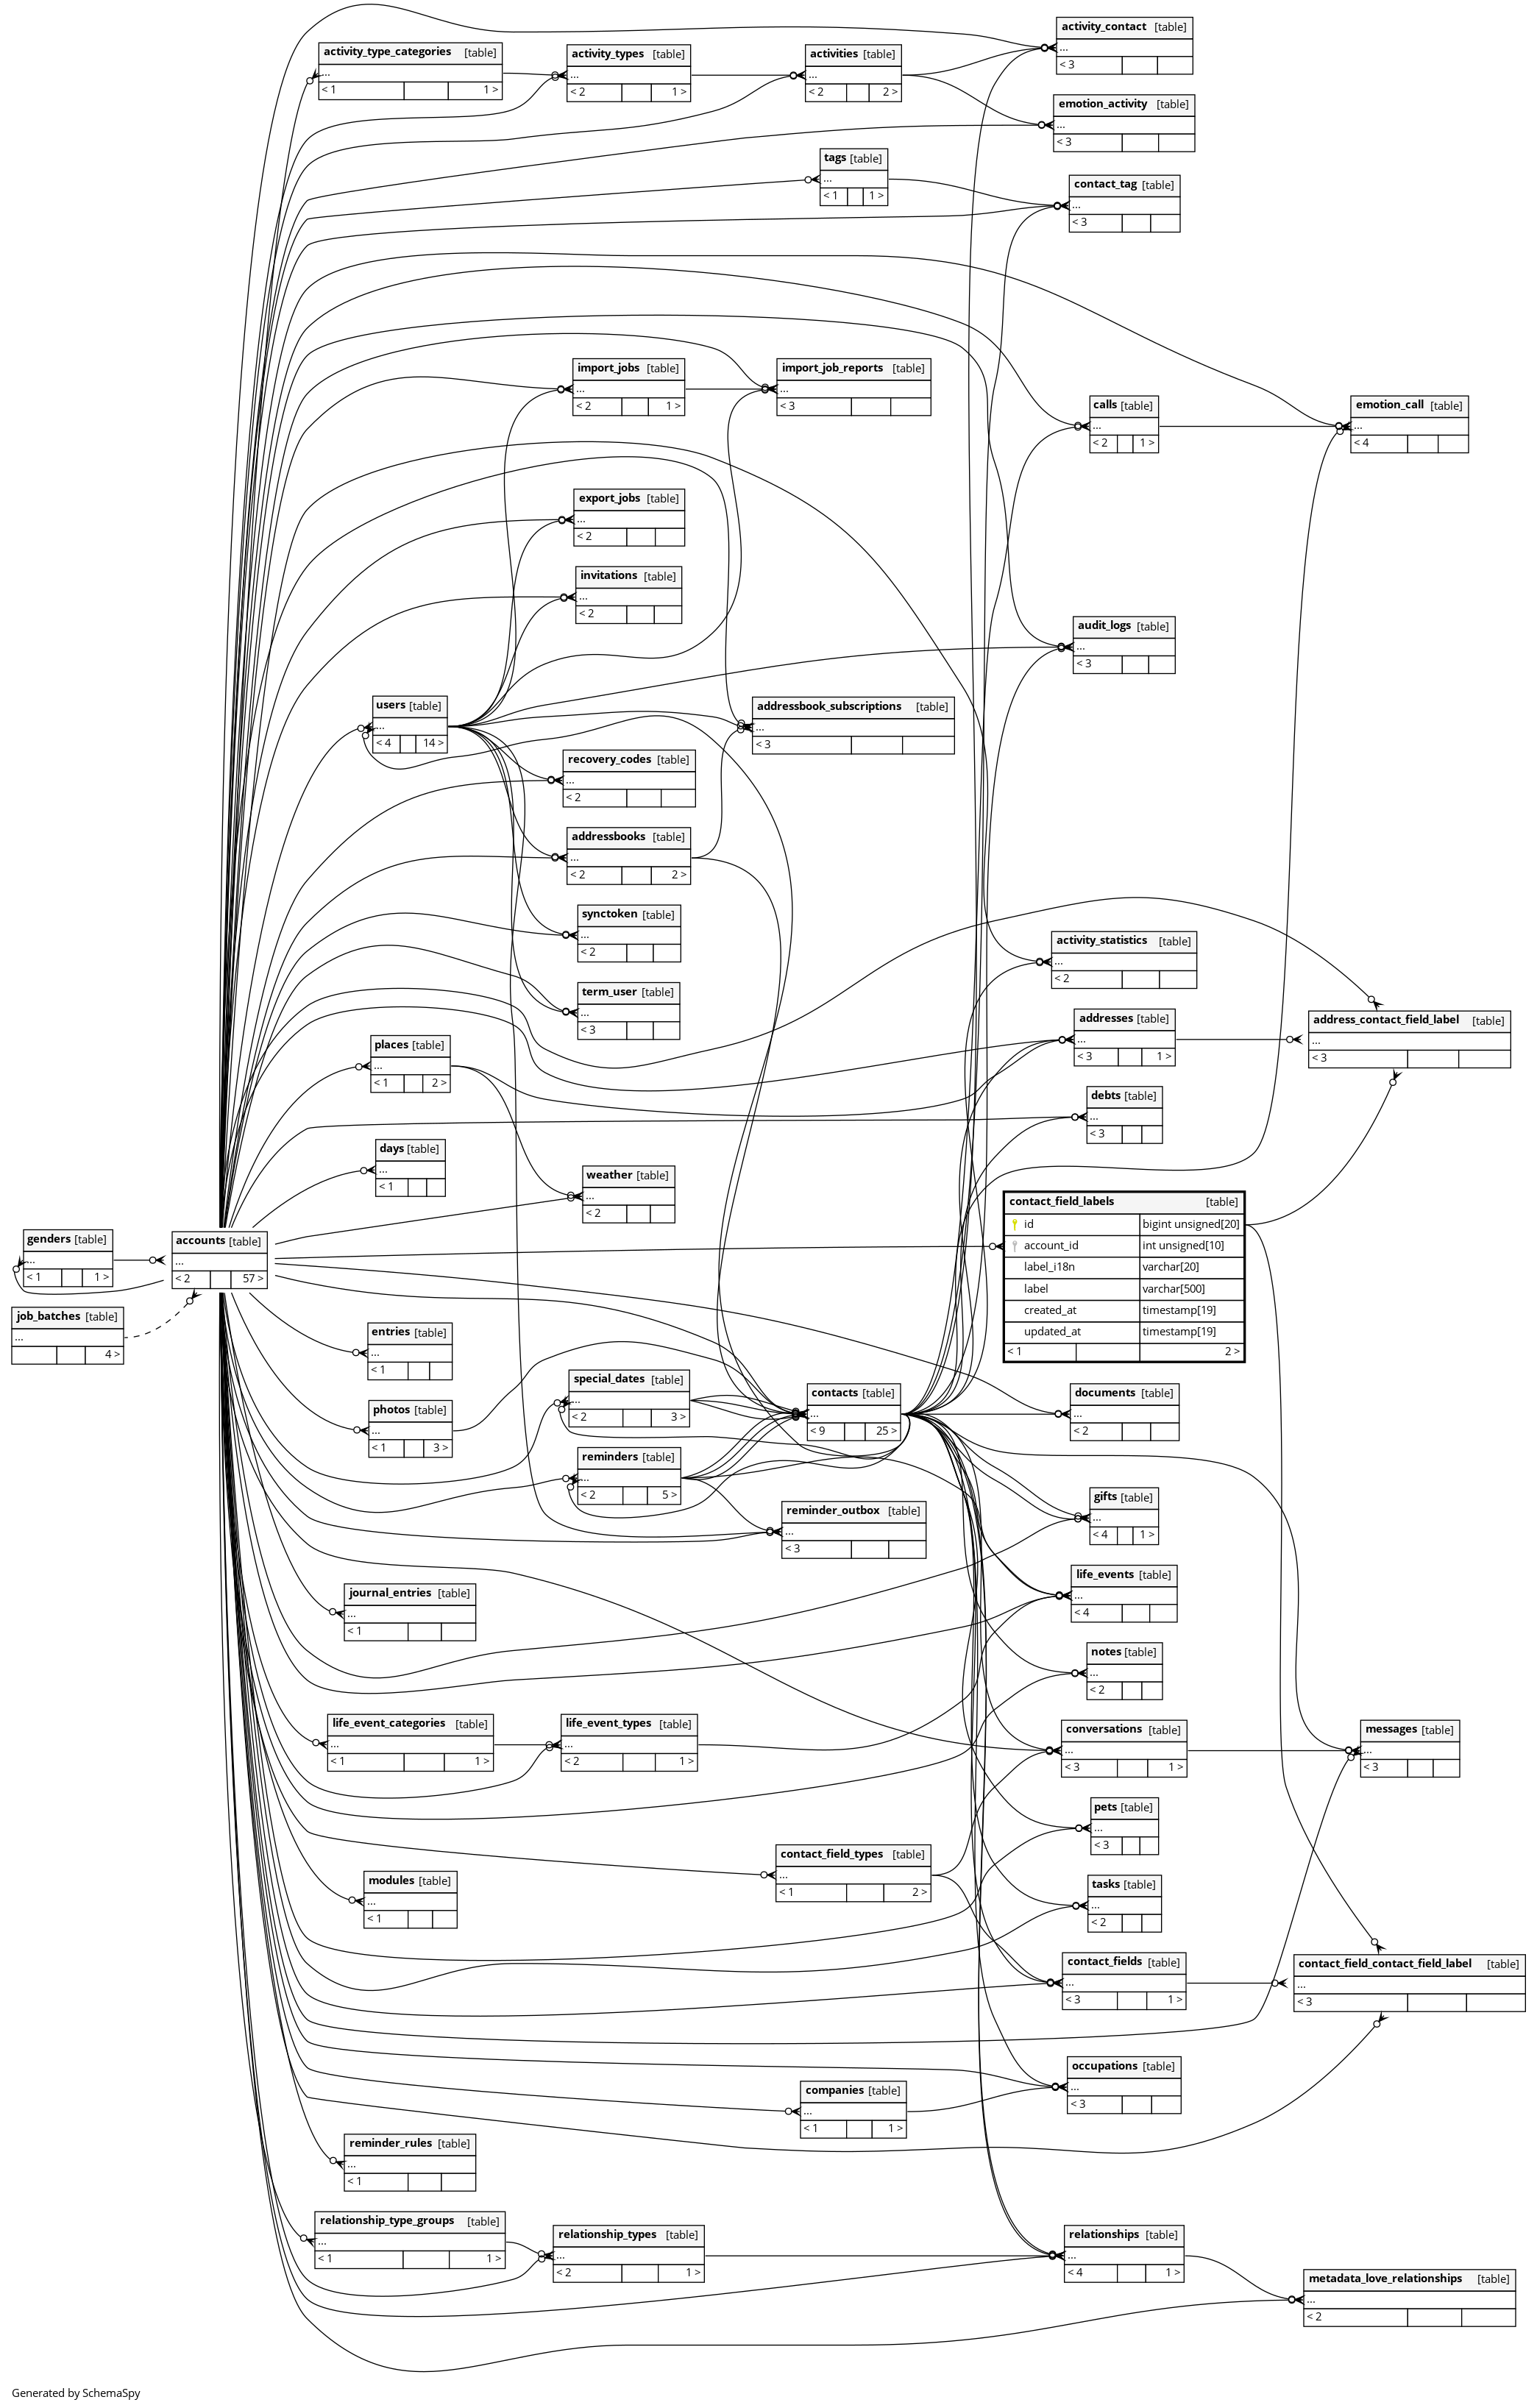 activity_contact [table]
...
< 3
activity_type_categories [table]
...
< 1 1 >
activity_types [table]
...
< 2 1 >
activities [table]
...
< 2 2 >
emotion_activity [table]
...
< 3
tags [table]
...
< 1 1 >
contact_tag [table]
...
< 3
import_jobs [table]
...
< 2 1 >
import_job_reports [table]
...
< 3
calls [table]
...
< 2 1 >
emotion_call [table]
...
< 4
export_jobs [table]
...
< 2
invitations [table]
...
< 2
audit_logs [table]
...
< 3
users [table]
...
< 4 14 >
addressbook_subscriptions [table]
...
< 3
recovery_codes [table]
...
< 2
addressbooks [table]
...
< 2 2 >
synctoken [table]
...
< 2
activity_statistics [table]
...
< 2
term_user [table]
...
< 3
addresses [table]
...
< 3 1 >
address_contact_field_label [table]
...
< 3
places [table]
...
< 1 2 >
debts [table]
...
< 3
days [table]
...
< 1
weather [table]
...
< 2
contact_field_labels [table]
id bigint unsigned[20]
account_id int unsigned[10]
label_i18n varchar[20]
label varchar[500]
created_at timestamp[19]
updated_at timestamp[19]
< 1 2 >
genders [table]
...
< 1 1 >
accounts [table]
...
< 2 57 >
job_batches [table]
...
4 >
entries [table]
...
< 1
special_dates [table]
...
< 2 3 >
contacts [table]
...
< 9 25 >
documents [table]
...
< 2
photos [table]
...
< 1 3 >
reminders [table]
...
< 2 5 >
gifts [table]
...
< 4 1 >
reminder_outbox [table]
...
< 3
life_events [table]
...
< 4
journal_entries [table]
...
< 1
notes [table]
...
< 2
life_event_categories [table]
...
< 1 1 >
life_event_types [table]
...
< 2 1 >
conversations [table]
...
< 3 1 >
messages [table]
...
< 3
pets [table]
...
< 3
contact_field_types [table]
...
< 1 2 >
modules [table]
...
< 1
tasks [table]
...
< 2
contact_fields [table]
...
< 3 1 >
contact_field_contact_field_label [table]
...
< 3
occupations [table]
...
< 3
companies [table]
...
< 1 1 >
reminder_rules [table]
...
< 1
relationship_type_groups [table]
...
< 1 1 >
relationship_types [table]
...
< 2 1 >
relationships [table]
...
< 4 1 >
metadata_love_relationships [table]
...
< 2
Generated by SchemaSpy